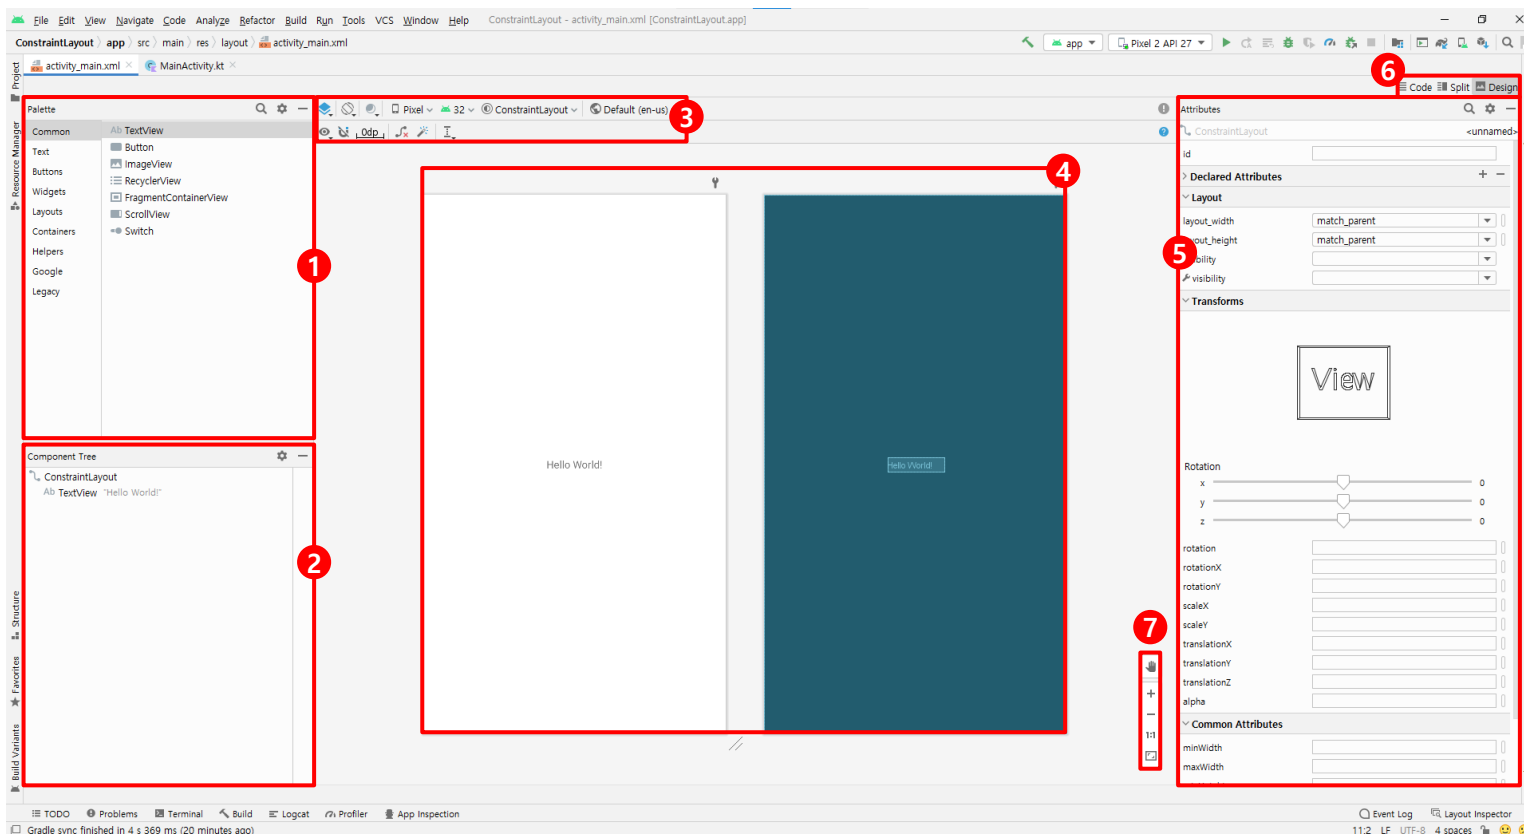 File Edit View Navigate Code Analyze Refactor Build Run Tools VCS Window Help ConstraintLayout - activity_main.xml [ConstraintLayout.app]
ConstraintLayout app src main res layout activity_main.xml
app Pixel 2 API 27
activity_main.xml MainActivity.kt
Project
Resource Manager
Structure
Favorites
Build Variants
6
Code Split Design
1
Palette
Common
Text
Buttons
Widgets
Layouts
Containers
Helpers
Google
Legacy
Ab TextView
Button
ImageView
RecyclerView
FragmentContainerView
ScrollView
Switch
2
Component Tree
ConstraintLayout
Ab TextView "Hello World!"
3
Pixel 32 ConstraintLayout Default (en-us)
0dp
4
Hello World!
Hello World!
5
Attributes
ConstraintLayout <unnamed>
id
Declared Attributes
Layout
layout_width match_parent
layout_height match_parent
visibility
visibility
Transforms
View
Rotation
x 0
y 0
z 0
rotation
rotationX
rotationY
scaleX
scaleY
translationX
translationY
translationZ
alpha
Common Attributes
minWidth
maxWidth
7
1:1
TODO Problems Terminal Build Logcat Profiler App Inspection
Event Log Layout Inspector
Gradle sync finished in 4 s 369 ms (20 minutes ago)
11:2 LF UTF-8 4 spaces